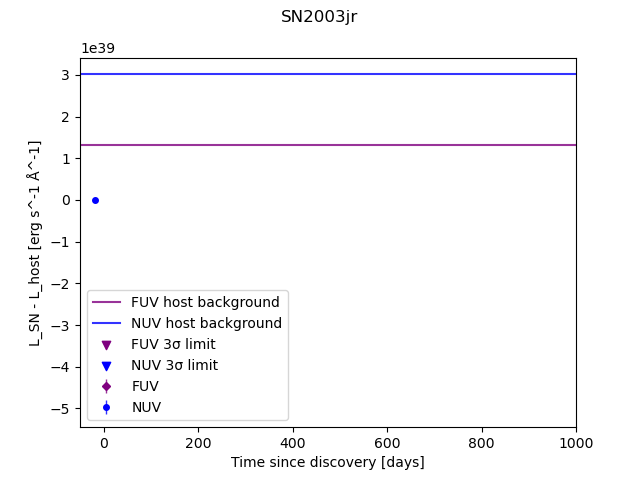 SN2003jr
1e39
3
2
1
0
−1
−2
−3
−4
−5
L_SN - L_host [erg s^-1 Å^-1]
FUV host background
NUV host background
FUV 3σ limit
NUV 3σ limit
FUV
NUV
0 200 400 600 800 1000
Time since discovery [days]